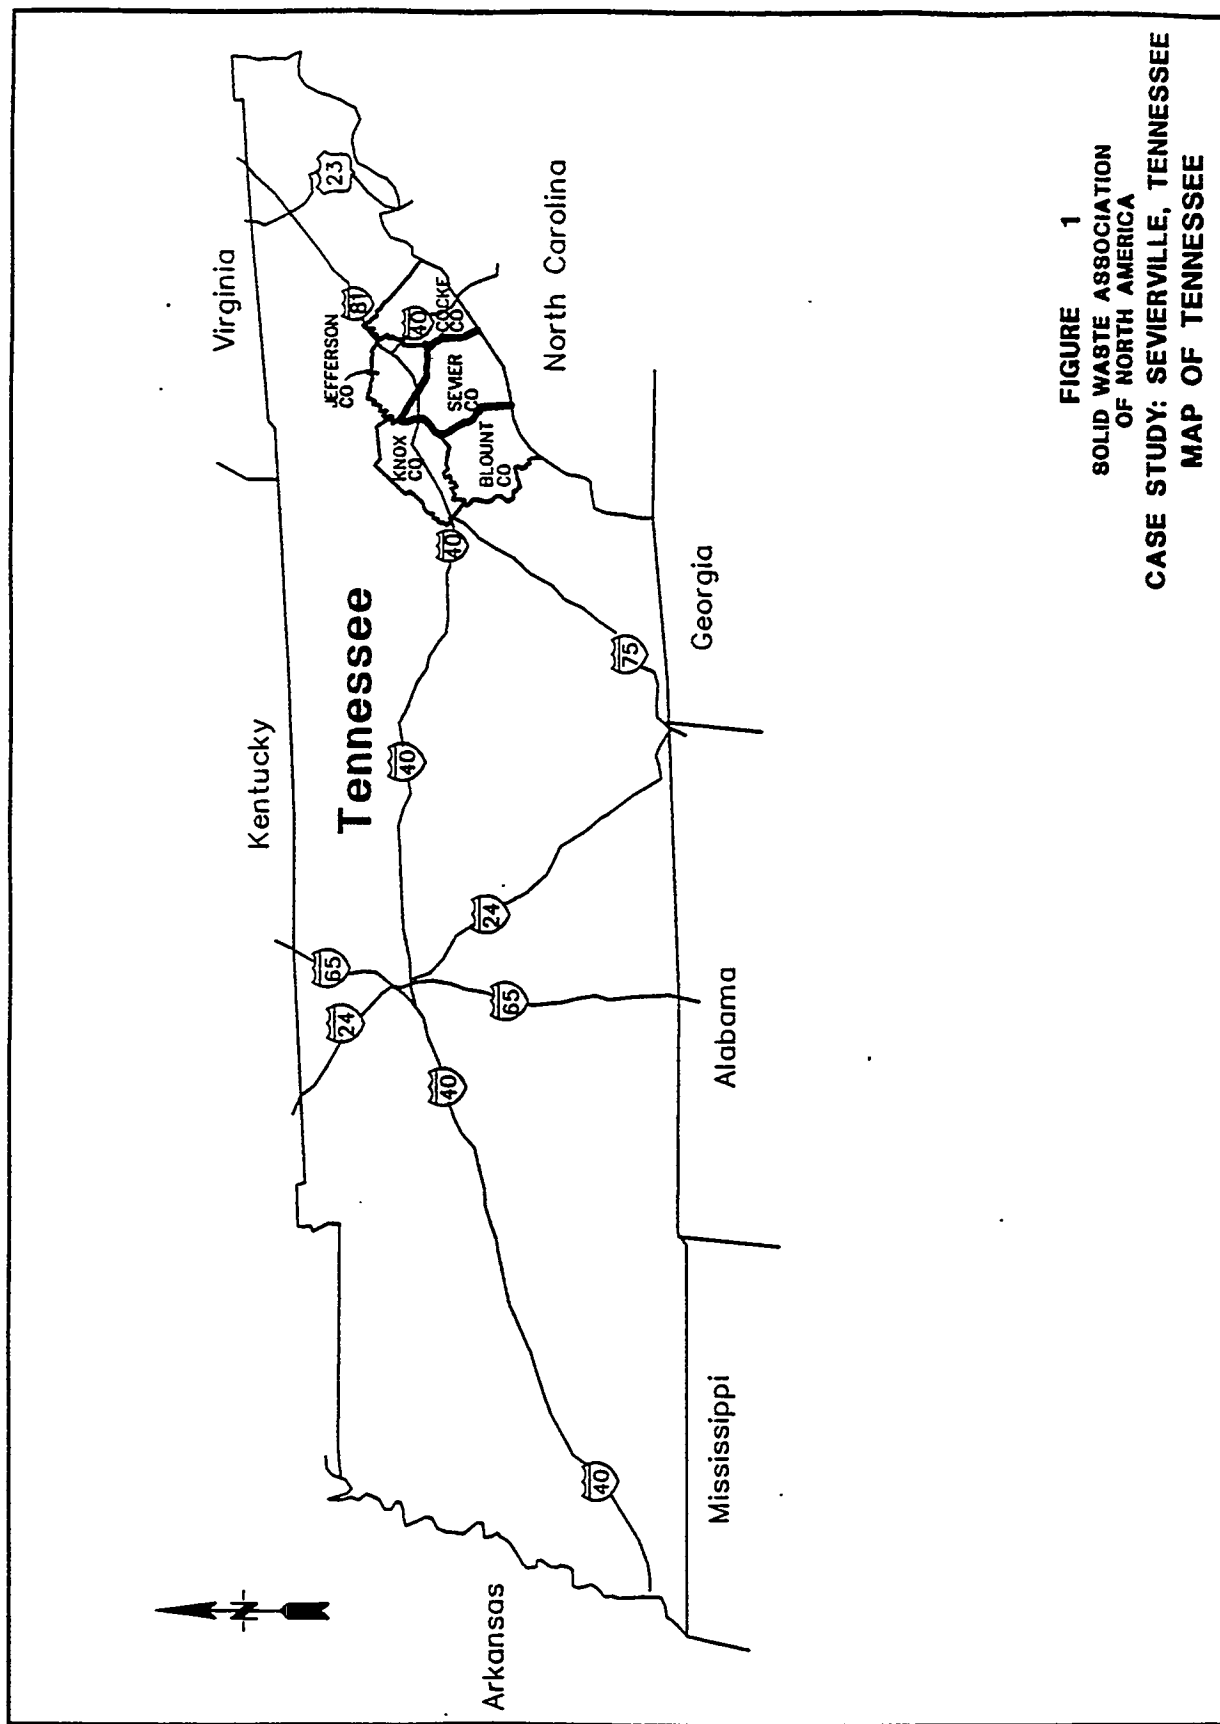 Virginia
Kentucky
23
81
JEFFERSON
CO
40
COCKE
CO
KNOX
CO
SEVIER
CO
BLOUNT
CO
North Carolina
Tennessee
40
40
65
24
24
65
75
Georgia
40
Alabama
40
Mississippi
Arkansas
N
FIGURE 1
SOLID WASTE ASSOCIATION
OF NORTH AMERICA
CASE STUDY: SEVIERVILLE, TENNESSEE
MAP OF TENNESSEE